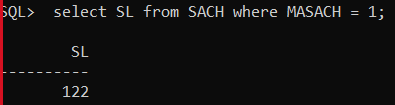 SQL>  select SL from SACH where MASACH = 1;
SL
----------
122